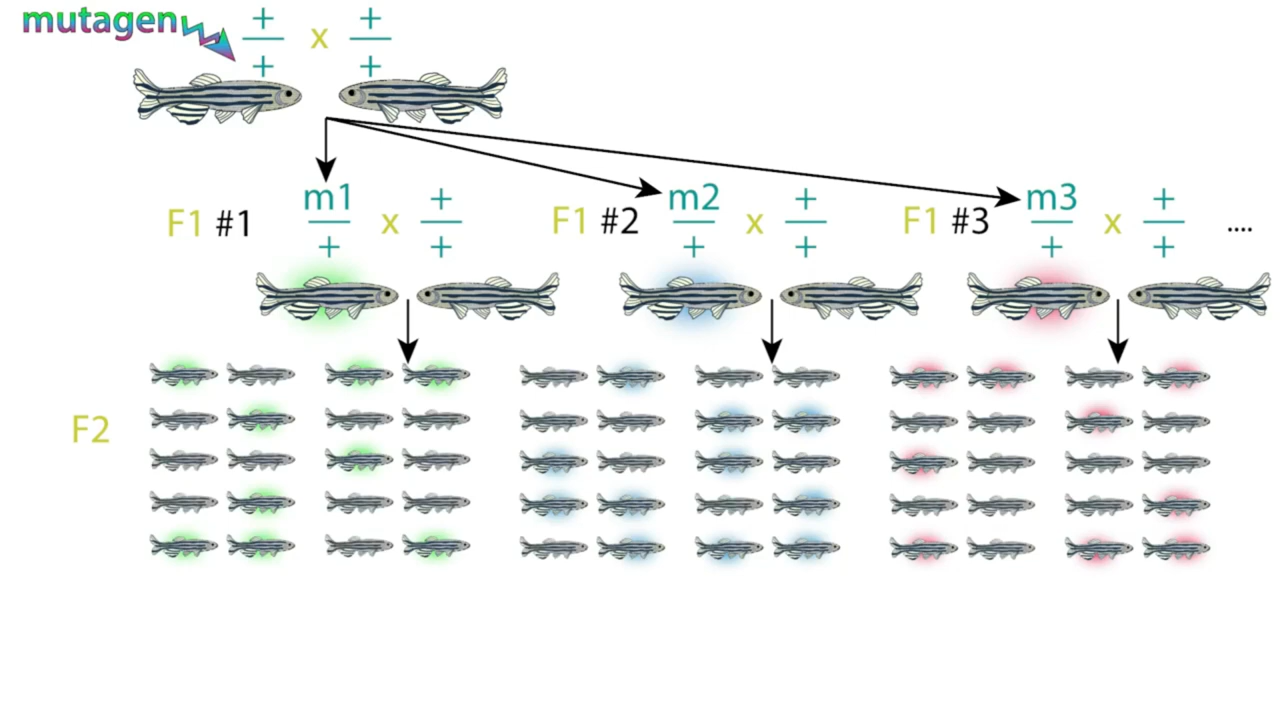 mutagen + x +
+ +
F1 #1 m1 x +
+ +
F1 #2 m2 x +
+ +
F1 #3 m3 x + ....
+ +
F2